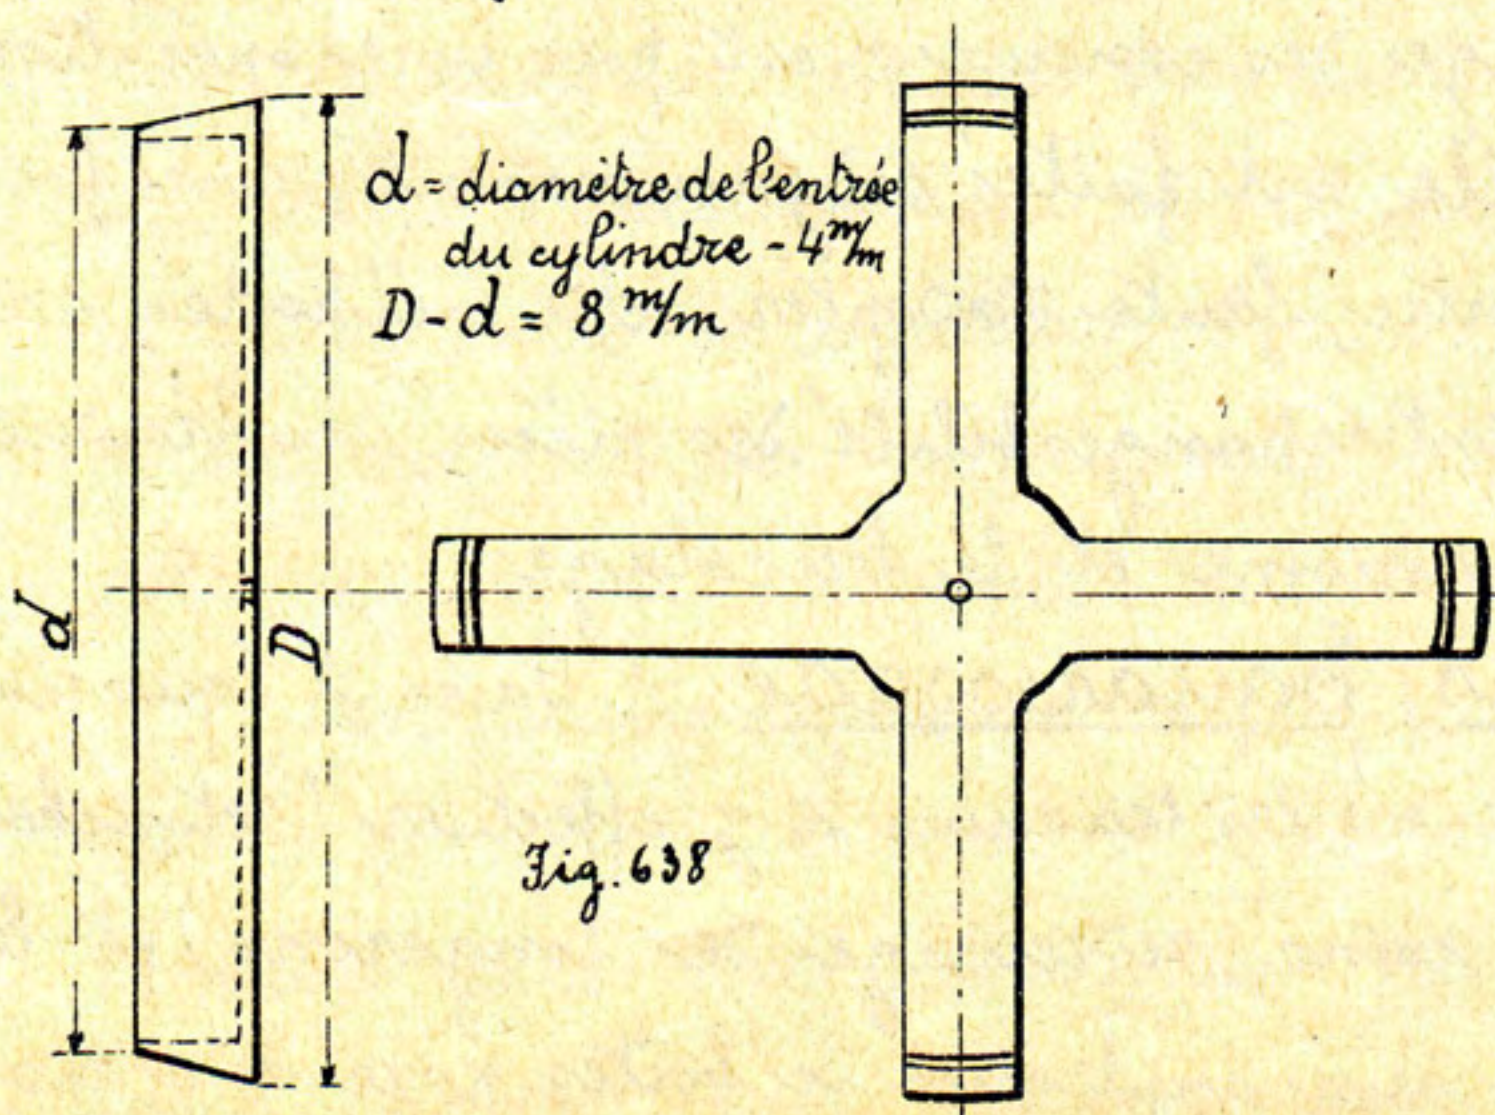 d = diamètre de l'entrée
du cylindre - 4 m/m
D - d = 8 m/m
d
D
Fig. 638